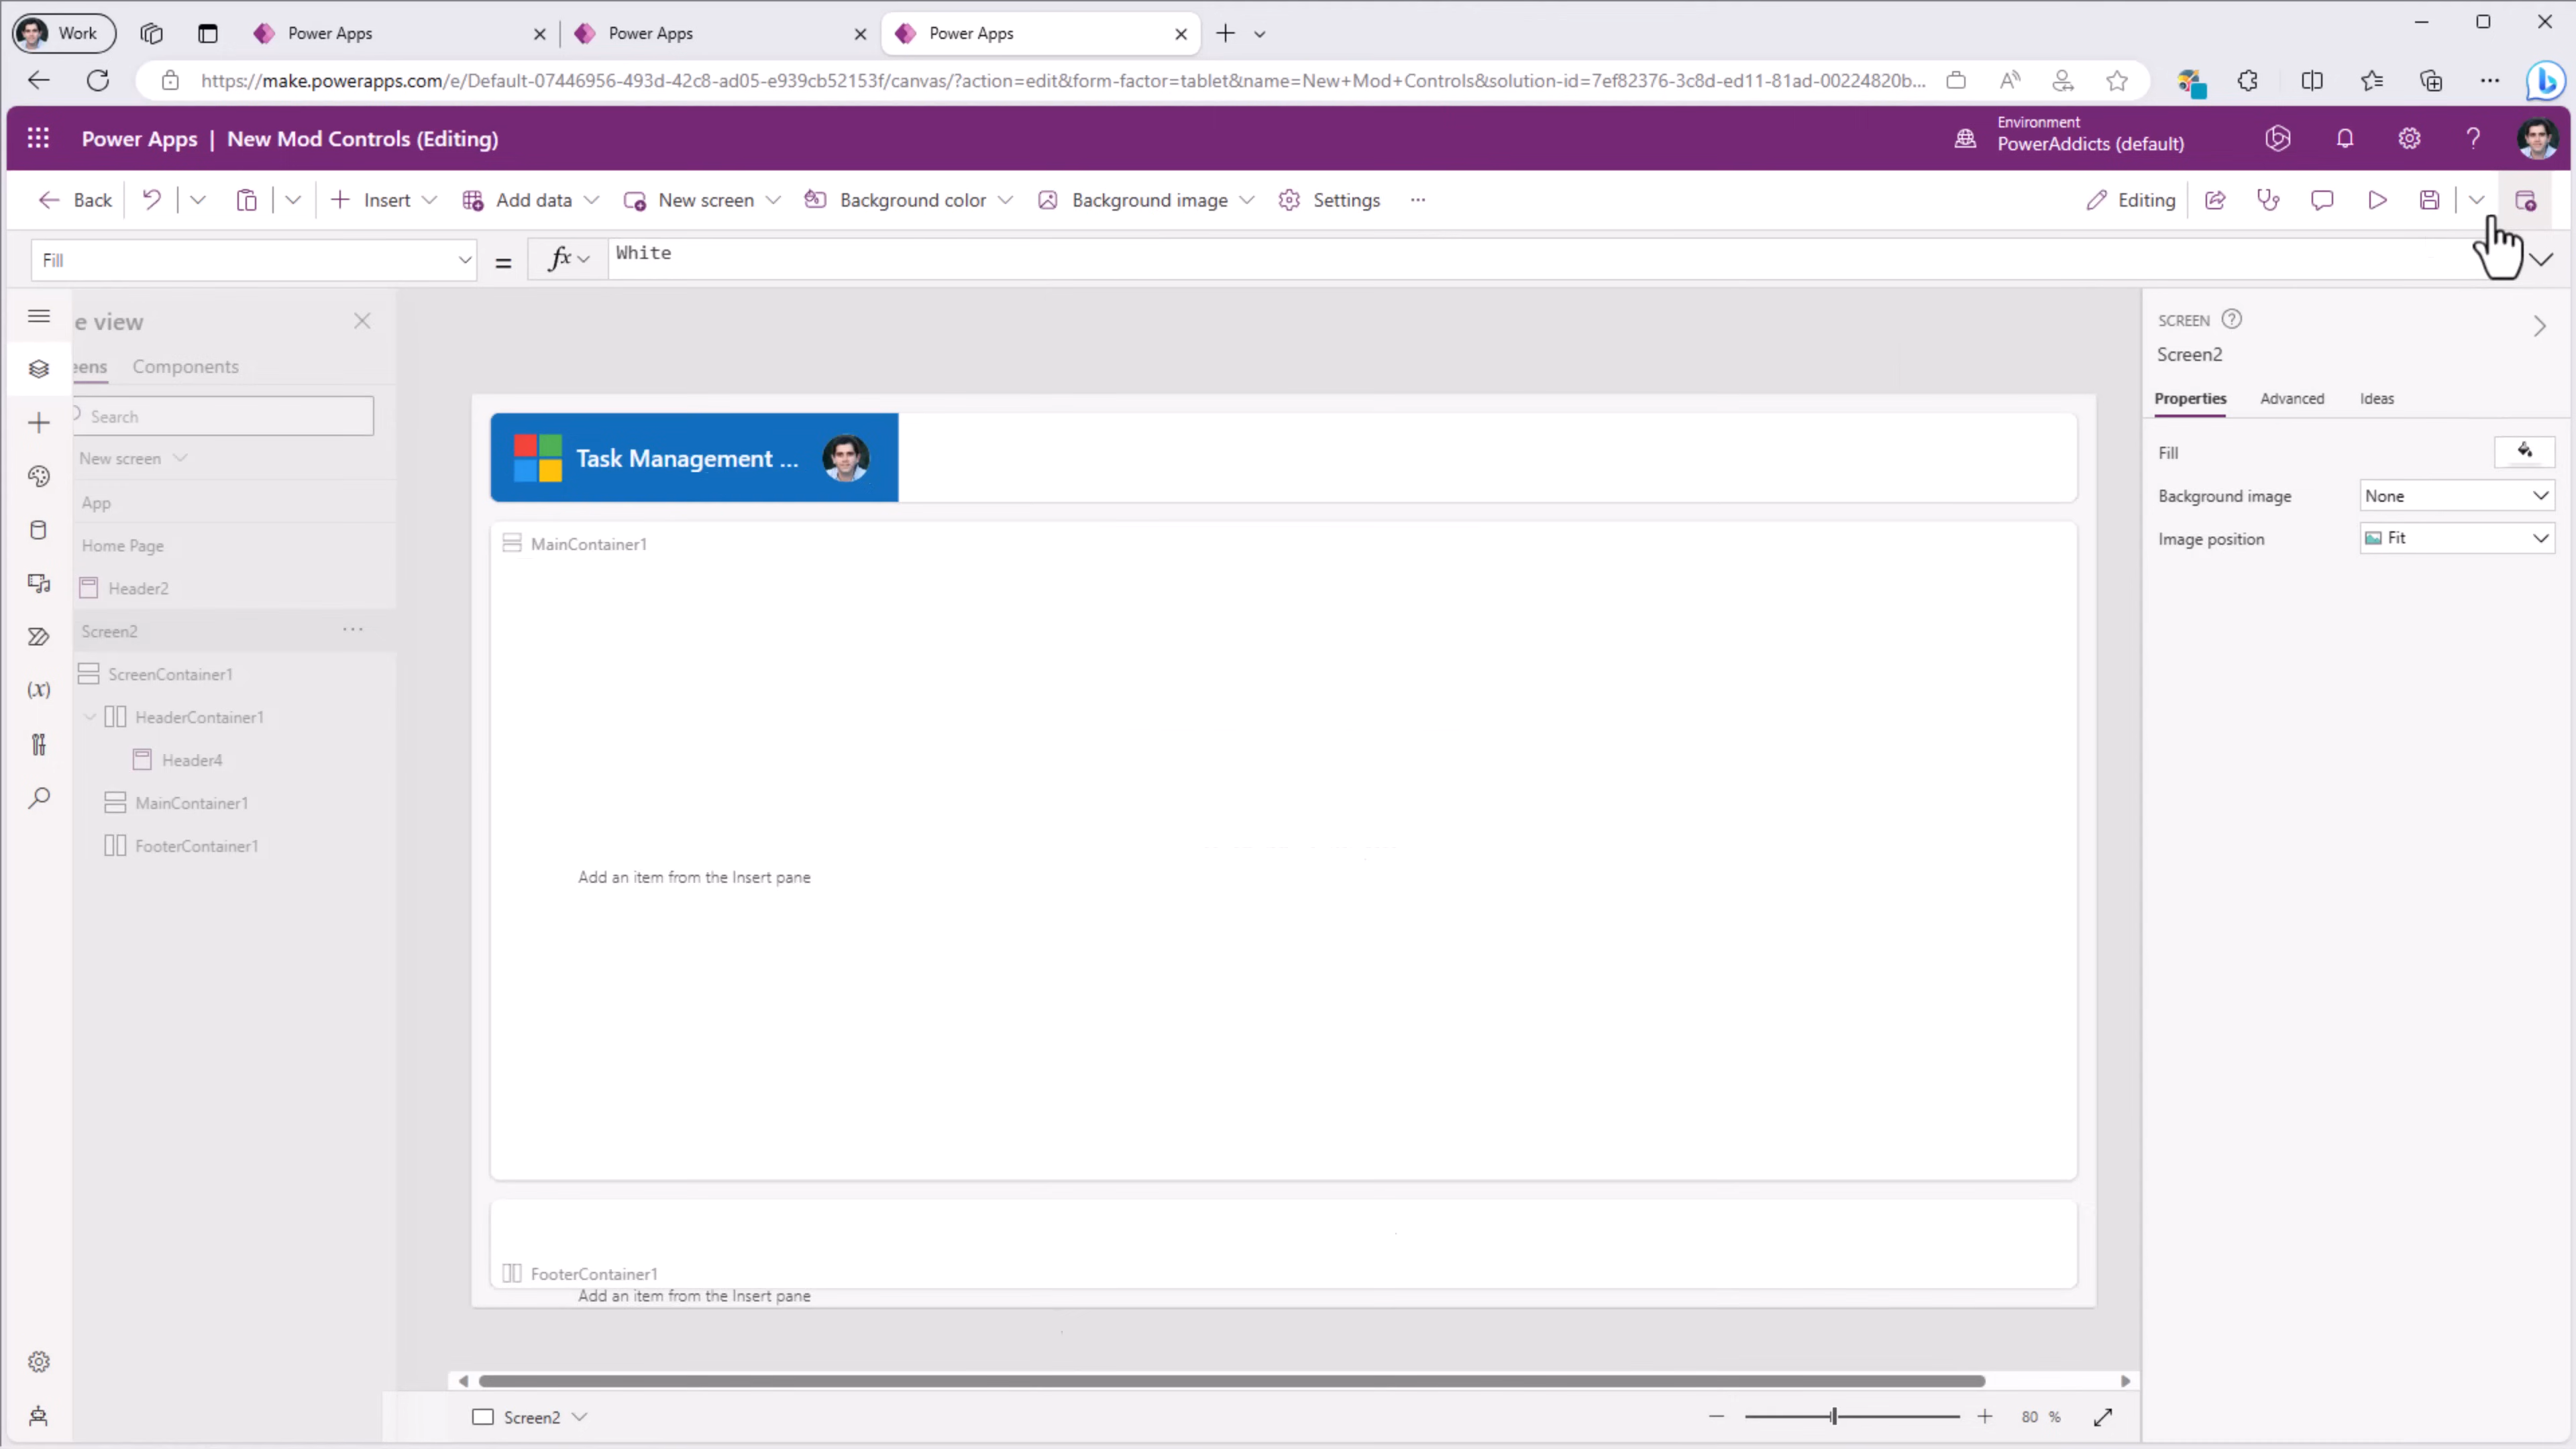 Work
Power Apps
Power Apps
Power Apps
https://make.powerapps.com/e/Default-07446956-493d-42c8-ad05-e939cb52153f/canvas/?action=edit&form-factor=tablet&name=New+Mod+Controls&solution-id=7ef82376-3c8d-ed11-81ad-00224820b...
Power Apps | New Mod Controls (Editing)
Environment
PowerAddicts (default)
Back
Insert
Add data
New screen
Background color
Background image
Settings
Editing
Fill
=
fx
White
e view
eens
Components
Search
New screen
App
Home Page
Header2
Screen2
ScreenContainer1
HeaderContainer1
Header4
MainContainer1
FooterContainer1
Task Management ...
MainContainer1
Add an item from the Insert pane
FooterContainer1
Add an item from the Insert pane
SCREEN
Screen2
Properties
Advanced
Ideas
Fill
Background image
None
Image position
Fit
Screen2
80 %